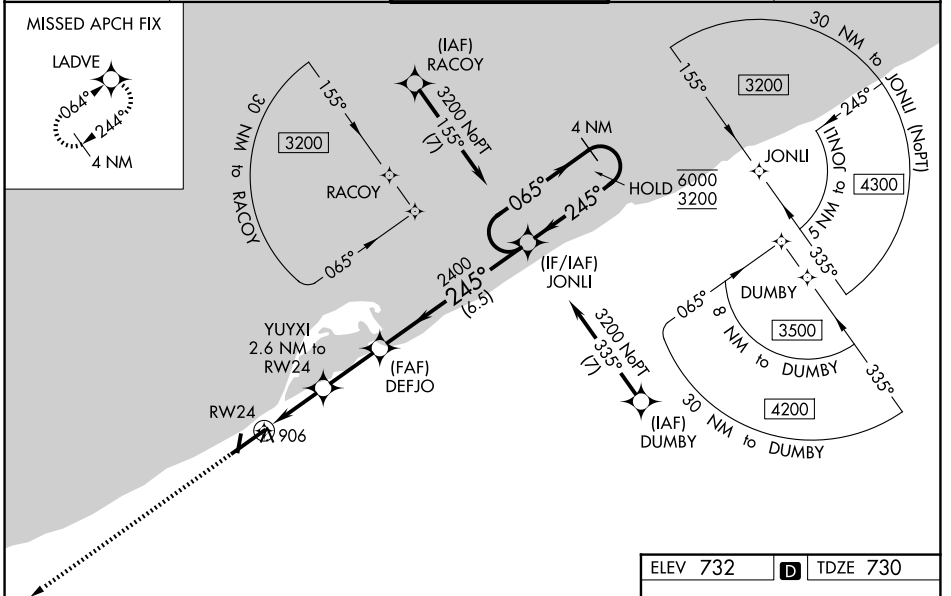 MISSED APCH FIX
LADVE
064°
244°
4 NM
(IAF)
RACOY
3200 NoPT
155°
(7)
155°
3200
30 NM to RACOY
RACOY
065°
4 NM
065°
245°
HOLD
6000
3200
(IF/IAF)
JONLI
2400
245°
(6.5)
YUYXI
2.6 NM to
RW24
(FAF)
DEFJO
RW24
906
3200 NoPT
335°
(7)
(IAF)
DUMBY
30 NM to JONLI (NoPT)
155°
3200
245°
JONLI
5 NM to JONLI
4300
335°
065°
DUMBY
8 NM to DUMBY
3500
335°
4200
30 NM to DUMBY
ELEV 732 D TDZE 730